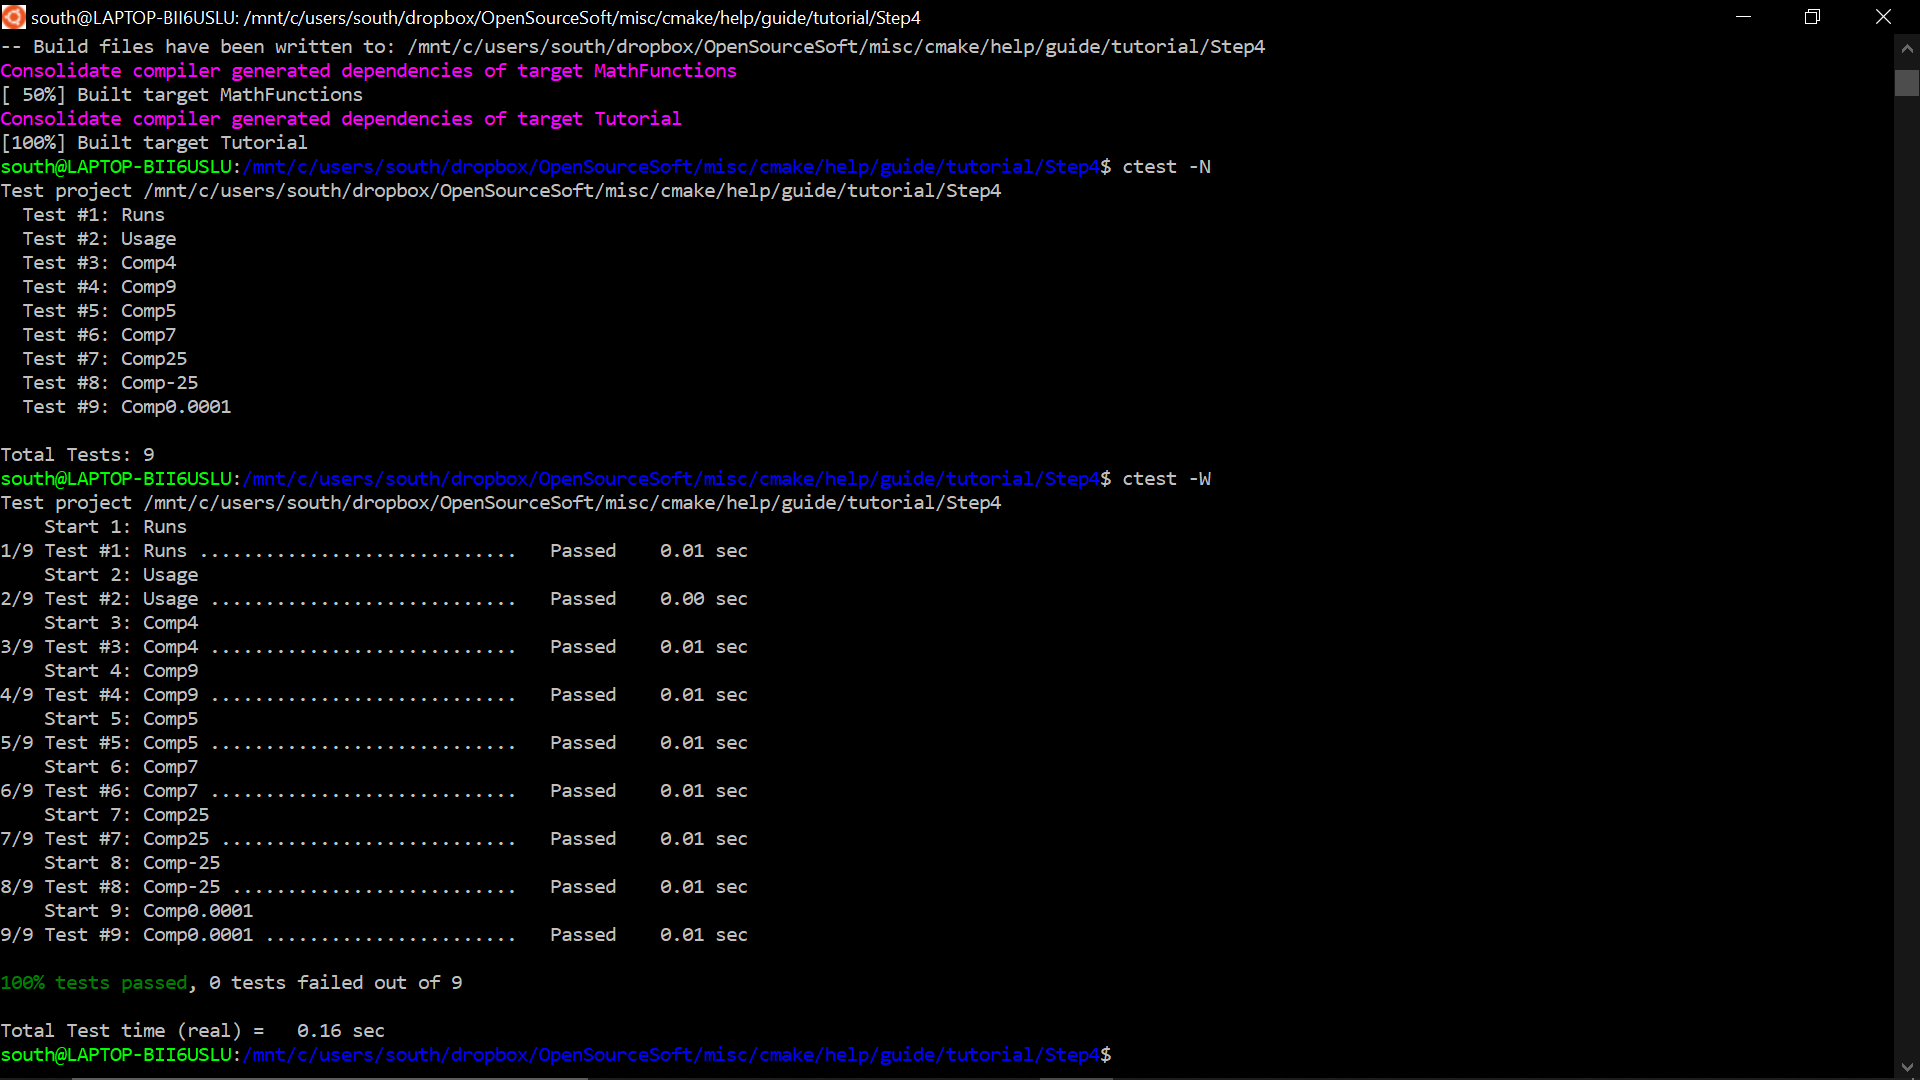 south@LAPTOP-BII6USLU: /mnt/c/users/south/dropbox/OpenSourceSoft/misc/cmake/help/guide/tutorial/Step4
-- Build files have been written to: /mnt/c/users/south/dropbox/OpenSourceSoft/misc/cmake/help/guide/tutorial/Step4
Consolidate compiler generated dependencies of target MathFunctions
[ 50%] Built target MathFunctions
Consolidate compiler generated dependencies of target Tutorial
[100%] Built target Tutorial
south@LAPTOP-BII6USLU:/mnt/c/users/south/dropbox/OpenSourceSoft/misc/cmake/help/guide/tutorial/Step4$ ctest -N
Test project /mnt/c/users/south/dropbox/OpenSourceSoft/misc/cmake/help/guide/tutorial/Step4
  Test #1: Runs
  Test #2: Usage
  Test #3: Comp4
  Test #4: Comp9
  Test #5: Comp5
  Test #6: Comp7
  Test #7: Comp25
  Test #8: Comp-25
  Test #9: Comp0.0001
Total Tests: 9
south@LAPTOP-BII6USLU:/mnt/c/users/south/dropbox/OpenSourceSoft/misc/cmake/help/guide/tutorial/Step4$ ctest -W
Test project /mnt/c/users/south/dropbox/OpenSourceSoft/misc/cmake/help/guide/tutorial/Step4
    Start 1: Runs
1/9 Test #1: Runs .............................   Passed    0.01 sec
    Start 2: Usage
2/9 Test #2: Usage ............................   Passed    0.00 sec
    Start 3: Comp4
3/9 Test #3: Comp4 ............................   Passed    0.01 sec
    Start 4: Comp9
4/9 Test #4: Comp9 ............................   Passed    0.01 sec
    Start 5: Comp5
5/9 Test #5: Comp5 ............................   Passed    0.01 sec
    Start 6: Comp7
6/9 Test #6: Comp7 ............................   Passed    0.01 sec
    Start 7: Comp25
7/9 Test #7: Comp25 ...........................   Passed    0.01 sec
    Start 8: Comp-25
8/9 Test #8: Comp-25 ..........................   Passed    0.01 sec
    Start 9: Comp0.0001
9/9 Test #9: Comp0.0001 .......................   Passed    0.01 sec
100% tests passed, 0 tests failed out of 9
Total Test time (real) =   0.16 sec
south@LAPTOP-BII6USLU:/mnt/c/users/south/dropbox/OpenSourceSoft/misc/cmake/help/guide/tutorial/Step4$